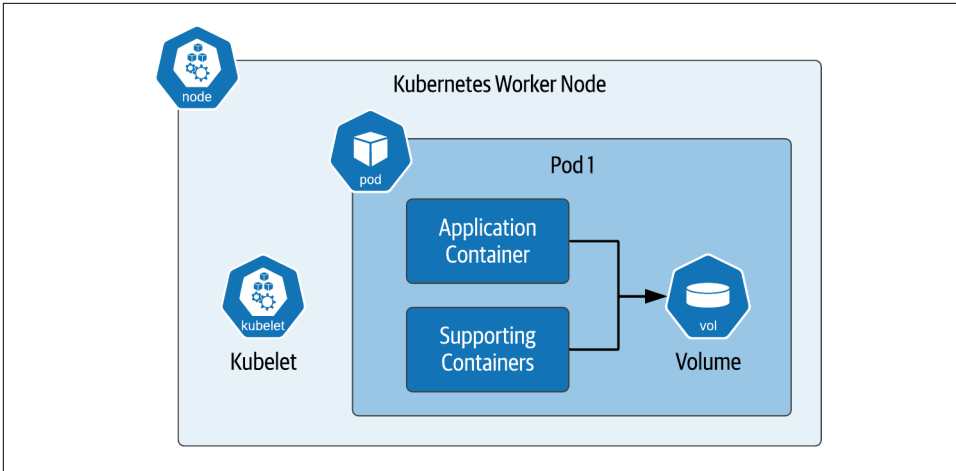 node
Kubernetes Worker Node
pod
Pod 1
Application
Container
kubelet
Kubelet
Supporting
Containers
vol
Volume